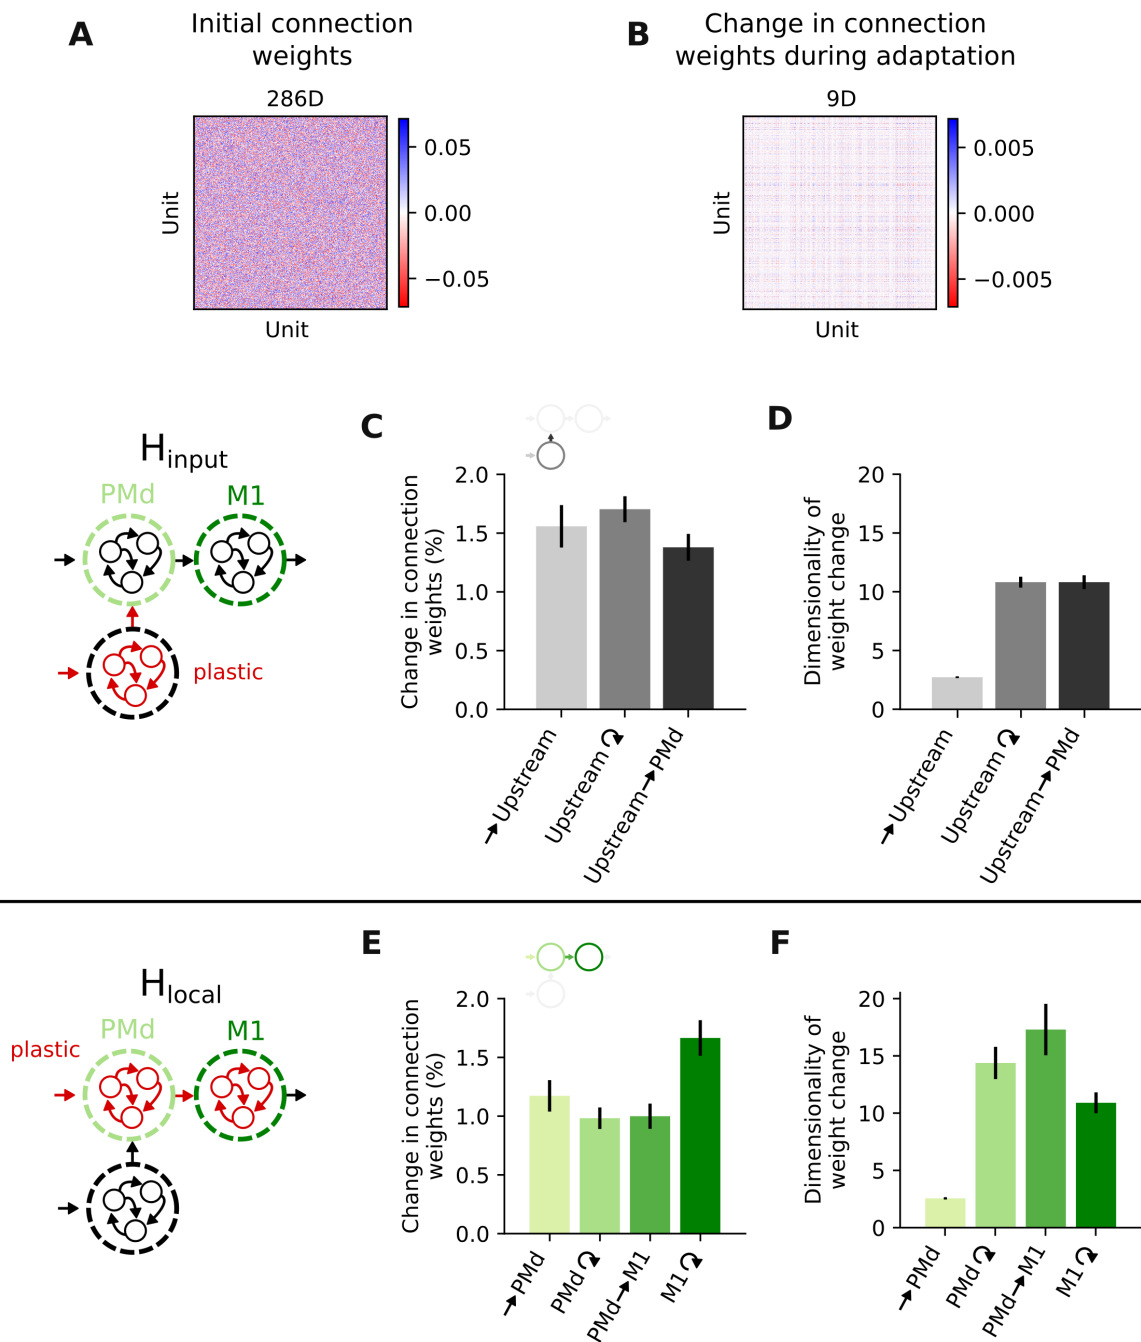 A
Initial connection
weights
286D
Unit
Unit
0.05
0.00
−0.05
B
Change in connection
weights during adaptation
9D
Unit
Unit
0.005
0.000
−0.005
Hinput
PMd
M1
plastic
C
Change in connection
weights (%)
2.0
1.5
1.0
0.5
0.0
→Upstream
Upstream↻
Upstream→PMd
D
Dimensionality of
weight change
20
15
10
5
0
→Upstream
Upstream↻
Upstream→PMd
Hlocal
PMd
M1
plastic
E
Change in connection
weights (%)
2.0
1.5
1.0
0.5
0.0
→PMd
PMd↻
PMd→M1
M1↻
F
Dimensionality of
weight change
20
15
10
5
0
→PMd
PMd↻
PMd→M1
M1↻